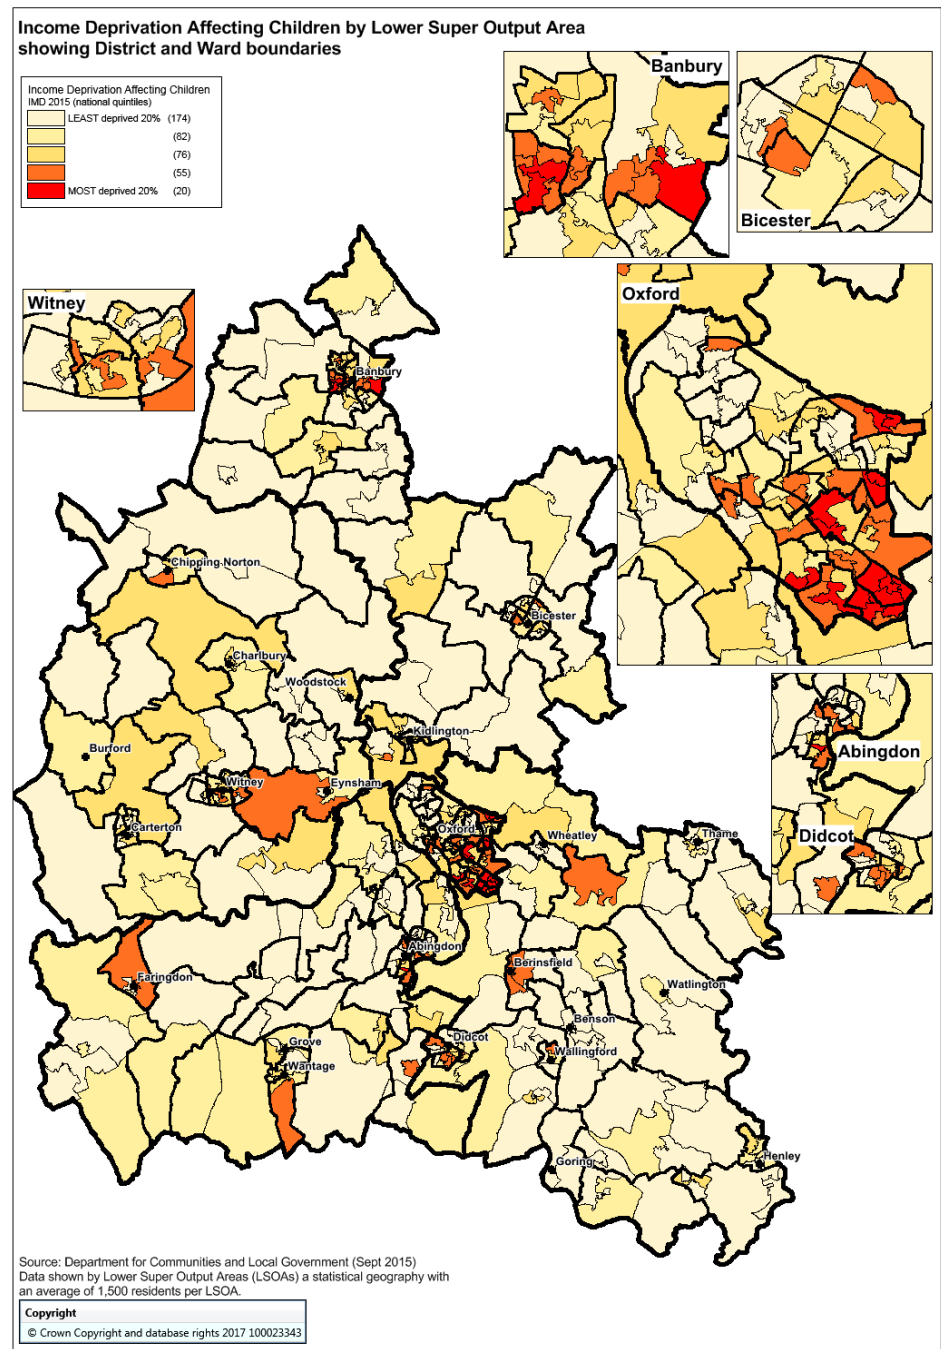 Income Deprivation Affecting Children by Lower Super Output Area
showing District and Ward boundaries
Income Deprivation Affecting Children
IMD 2015 (national quintiles)
LEAST deprived 20% (174)
(82)
(76)
(55)
MOST deprived 20% (20)
Banbury
Bicester
Witney
Oxford
Banbury
Chipping Norton
Bicester
Charlbury
Woodstock
Kidlington
Burford
Witney
Eynsham
Carterton
Oxford
Wheatley
Thame
Abingdon
Didcot
Abingdon
Berinsfield
Faringdon
Watlington
Benson
Grove
Didcot
Wallingford
Wantage
Goring
Henley
Source: Department for Communities and Local Government (Sept 2015)
Data shown by Lower Super Output Areas (LSOAs) a statistical geography with
an average of 1,500 residents per LSOA.
Copyright
© Crown Copyright and database rights 2017 100023343